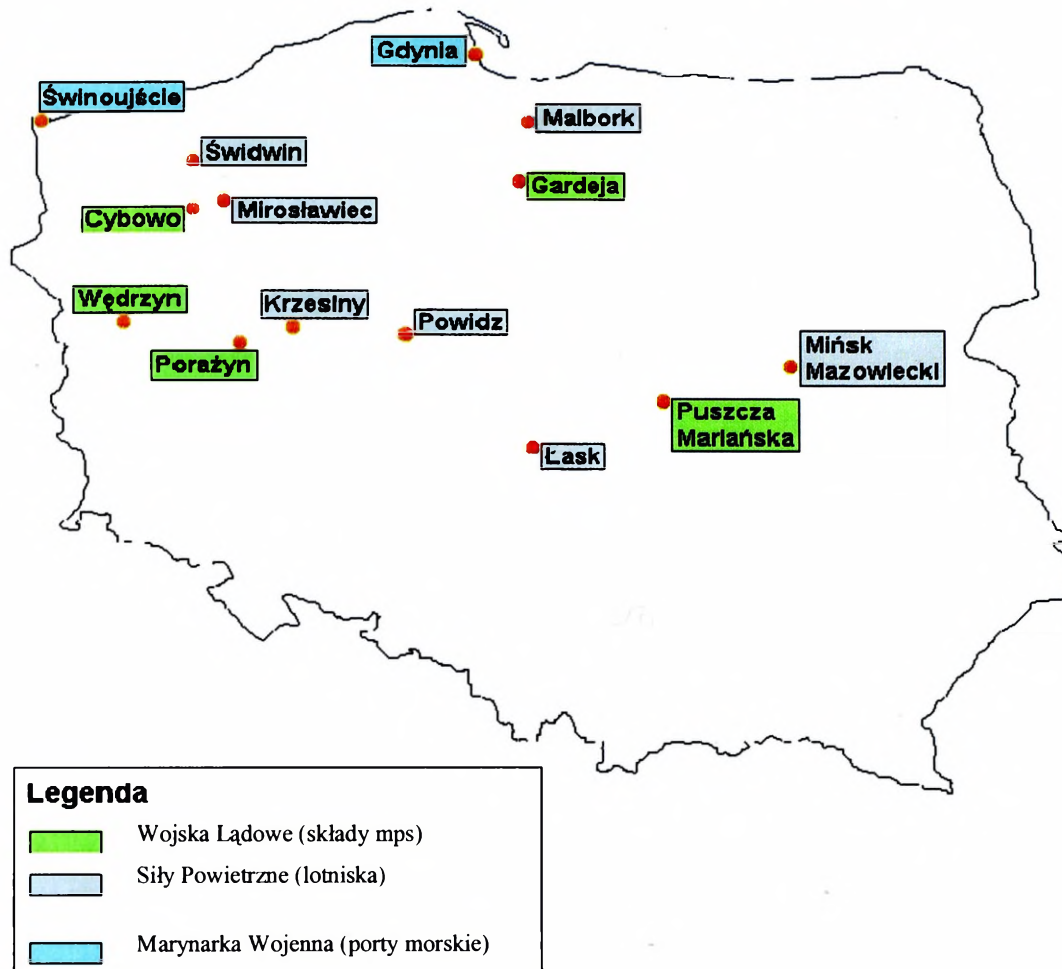 Gdynia
Świnoujście
Malbork
Świdwin
Gardeja
Mirosławiec
Cybowo
Wędrzyn
Krzesiny
Powidz
Porażyn
Mińsk
Mazowiecki
Puszcza
Mariańska
Łask
Legenda
Wojska Lądowe (składy mps)
Siły Powietrzne (lotniska)
Marynarka Wojenna (porty morskie)